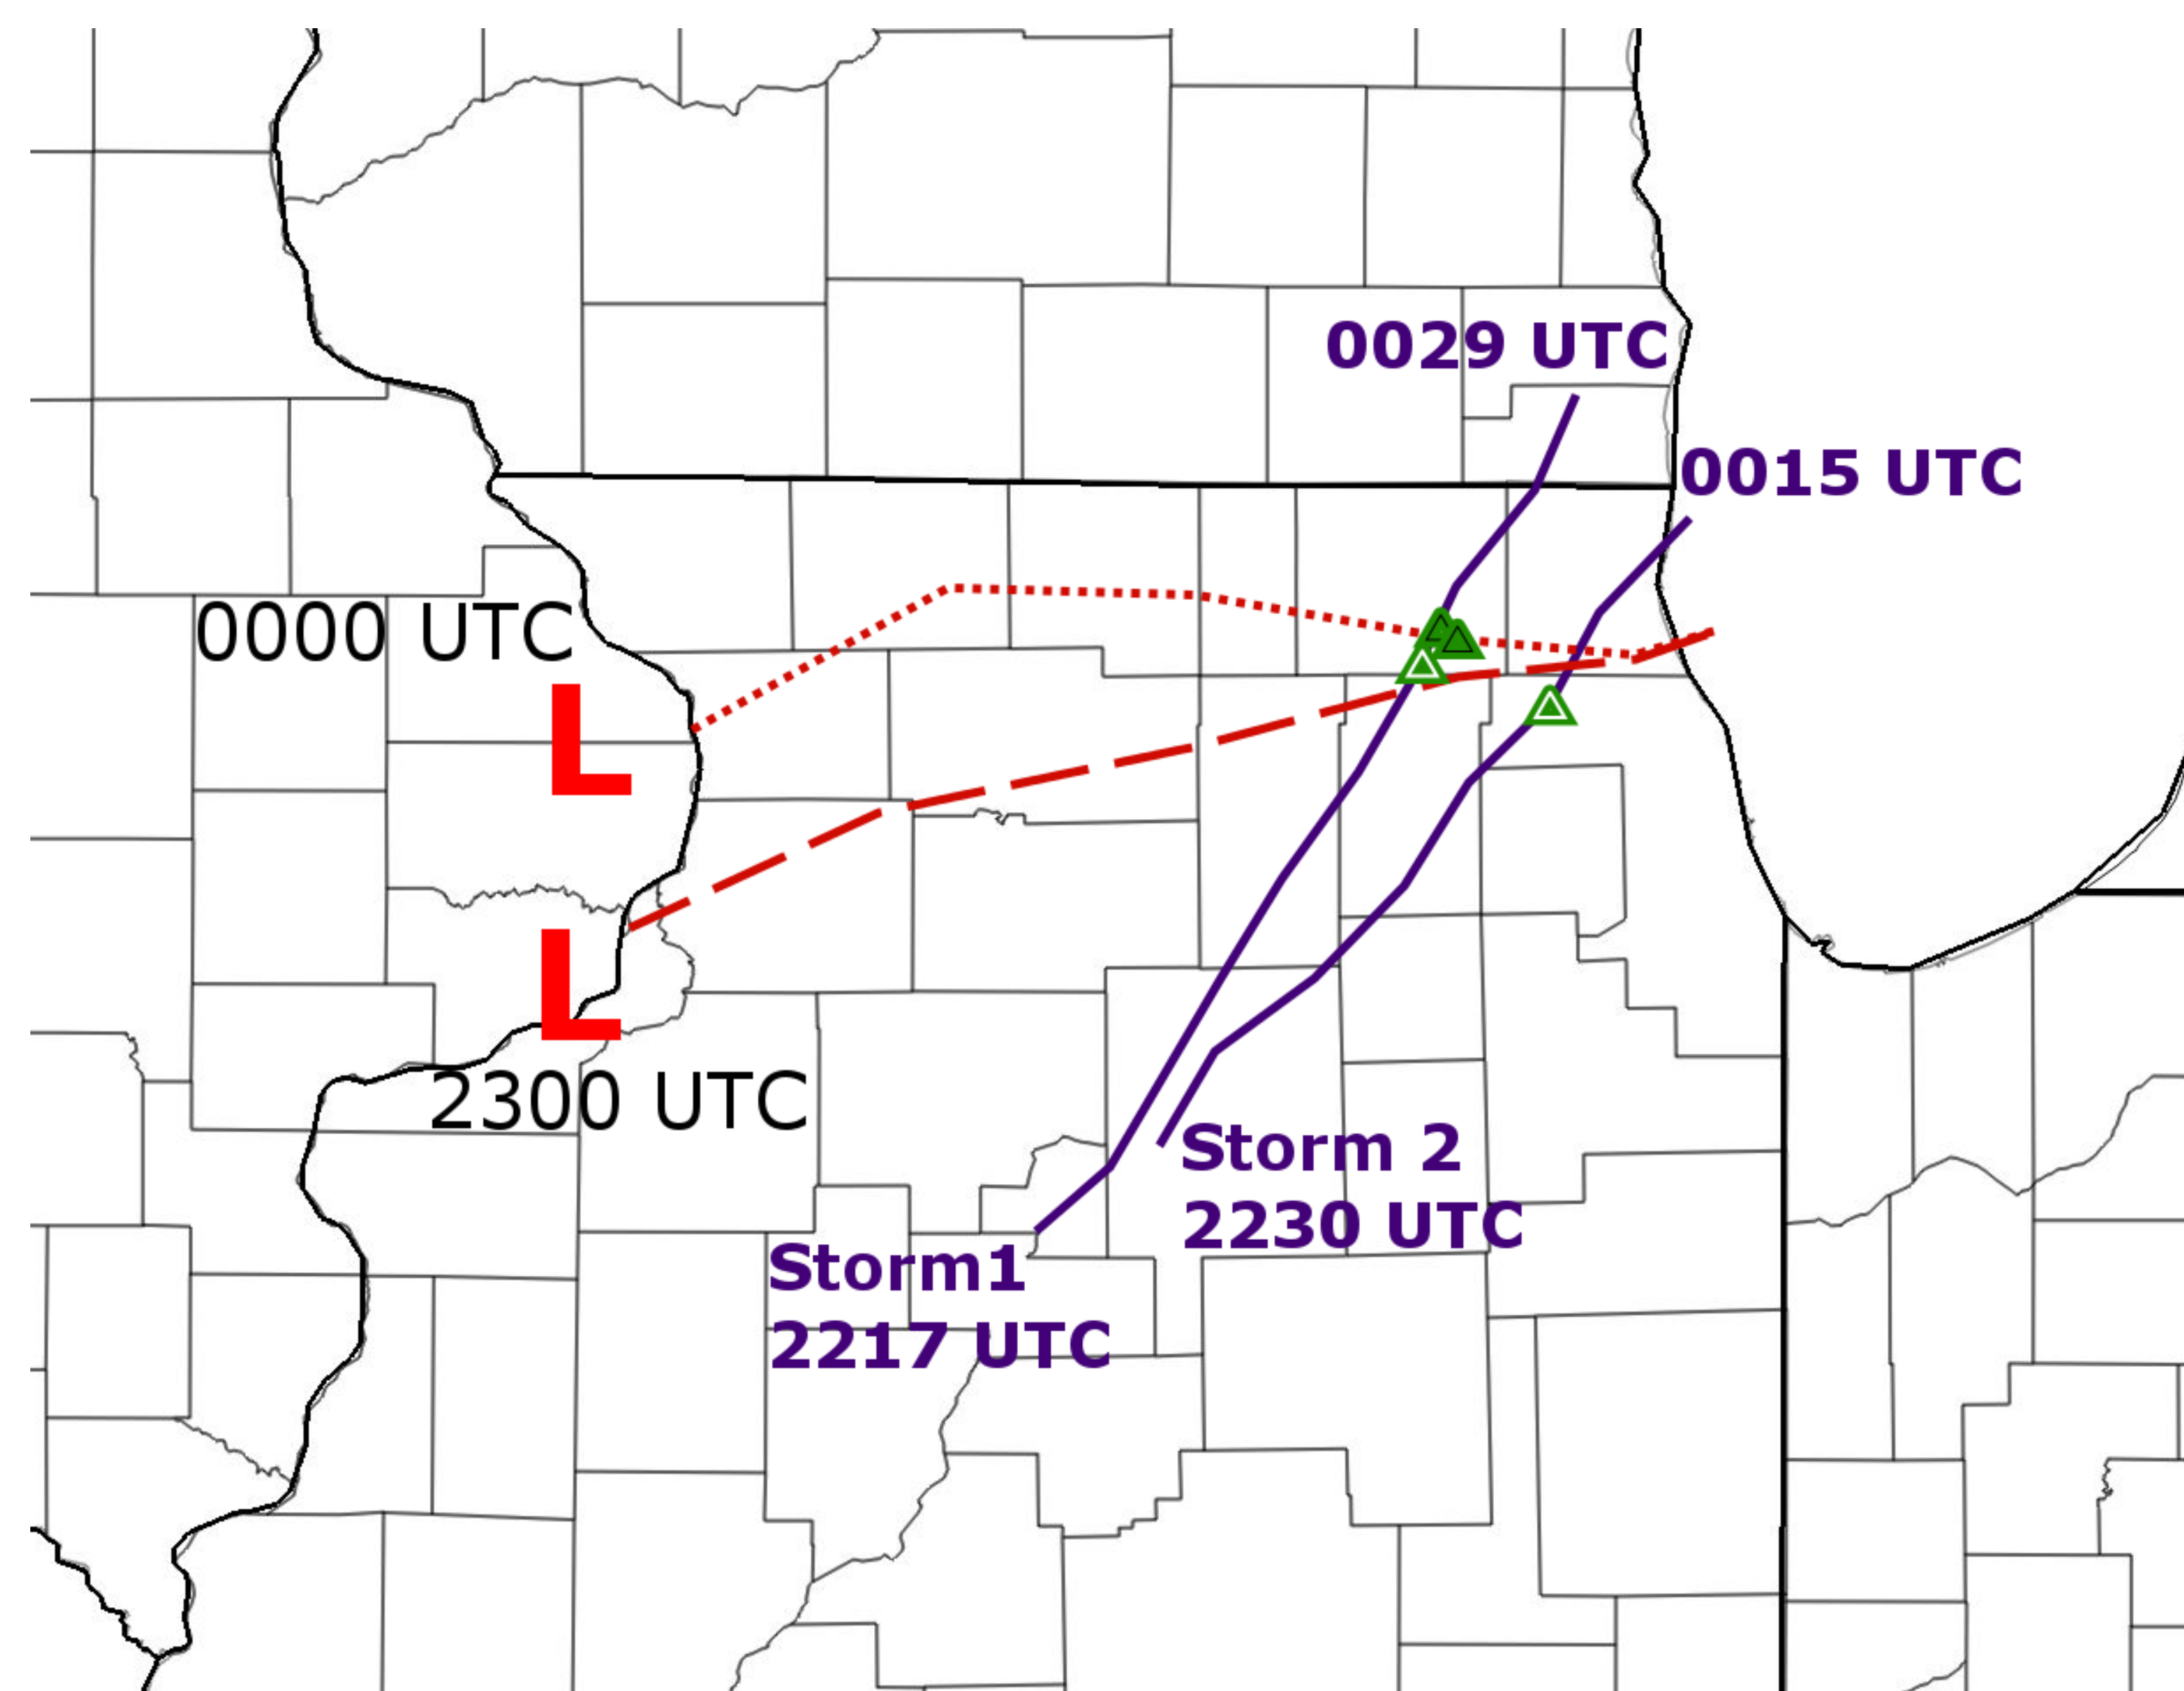 0029 UTC
0015 UTC
0000 UTC
L
L
2300 UTC
Storm 2
2230 UTC
Storm1
2217 UTC